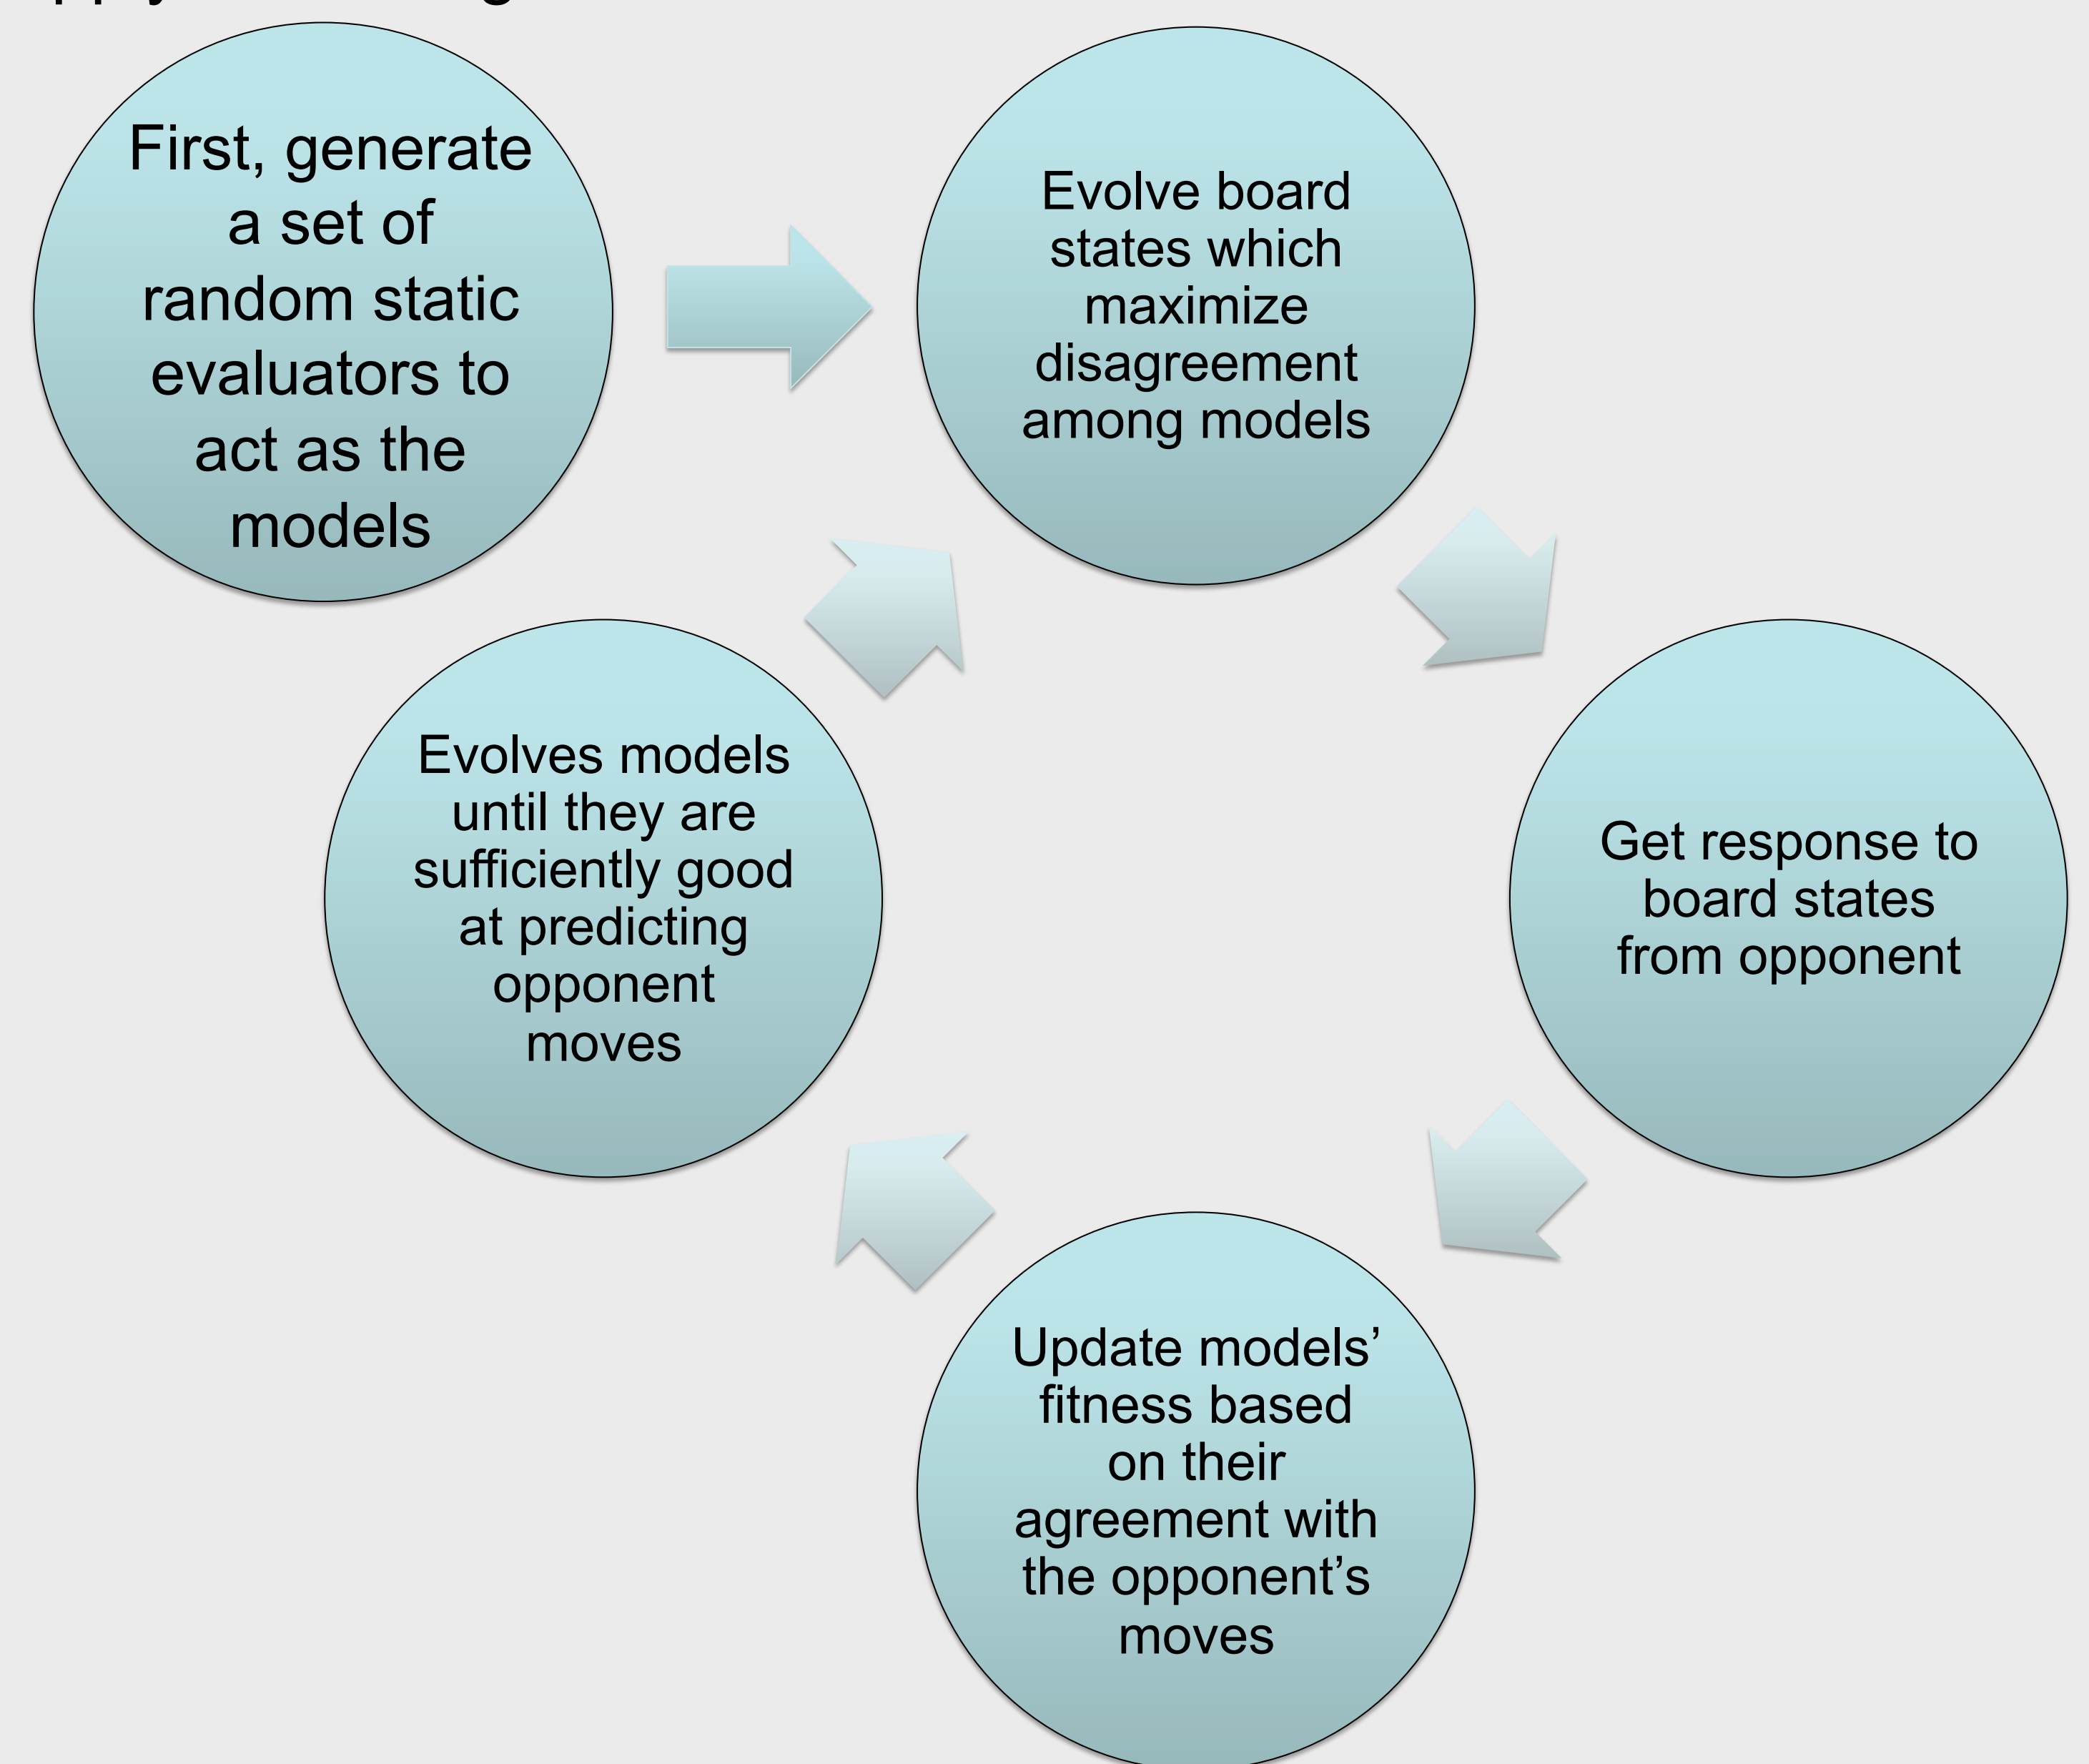 First, generate
a set of
random static
evaluators to
act as the
models
Evolve board
states which
maximize
disagreement
among models
Get response to
board states
from opponent
Update models’
fitness based
on their
agreement with
the opponent’s
moves
Evolves models
until they are
sufficiently good
at predicting
opponent
moves